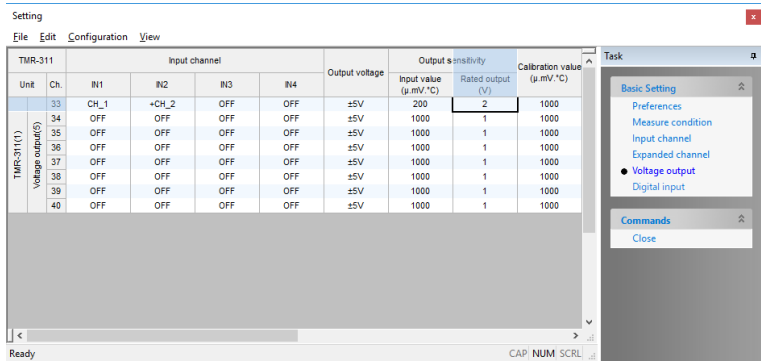 Setting
x
File Edit Configuration View
TMR-311 Input channel Output voltage Output sensitivity Calibration value (µ.mV.°C)
Unit Ch. IN1 IN2 IN3 IN4 Input value (µ.mV.°C) Rated output (V)
33 CH_1 +CH_2 OFF OFF ±5V 200 2 1000
34 OFF OFF OFF OFF ±5V 1000 1 1000
35 OFF OFF OFF OFF ±5V 1000 1 1000
36 OFF OFF OFF OFF ±5V 1000 1 1000
37 OFF OFF OFF OFF ±5V 1000 1 1000
38 OFF OFF OFF OFF ±5V 1000 1 1000
39 OFF OFF OFF OFF ±5V 1000 1 1000
40 OFF OFF OFF OFF ±5V 1000 1 1000
TMR-311(1)
Voltage output(5)
Task
Basic Setting
Preferences
Measure condition
Input channel
Expanded channel
Voltage output
Digital input
Commands
Close
Ready CAP NUM SCRL